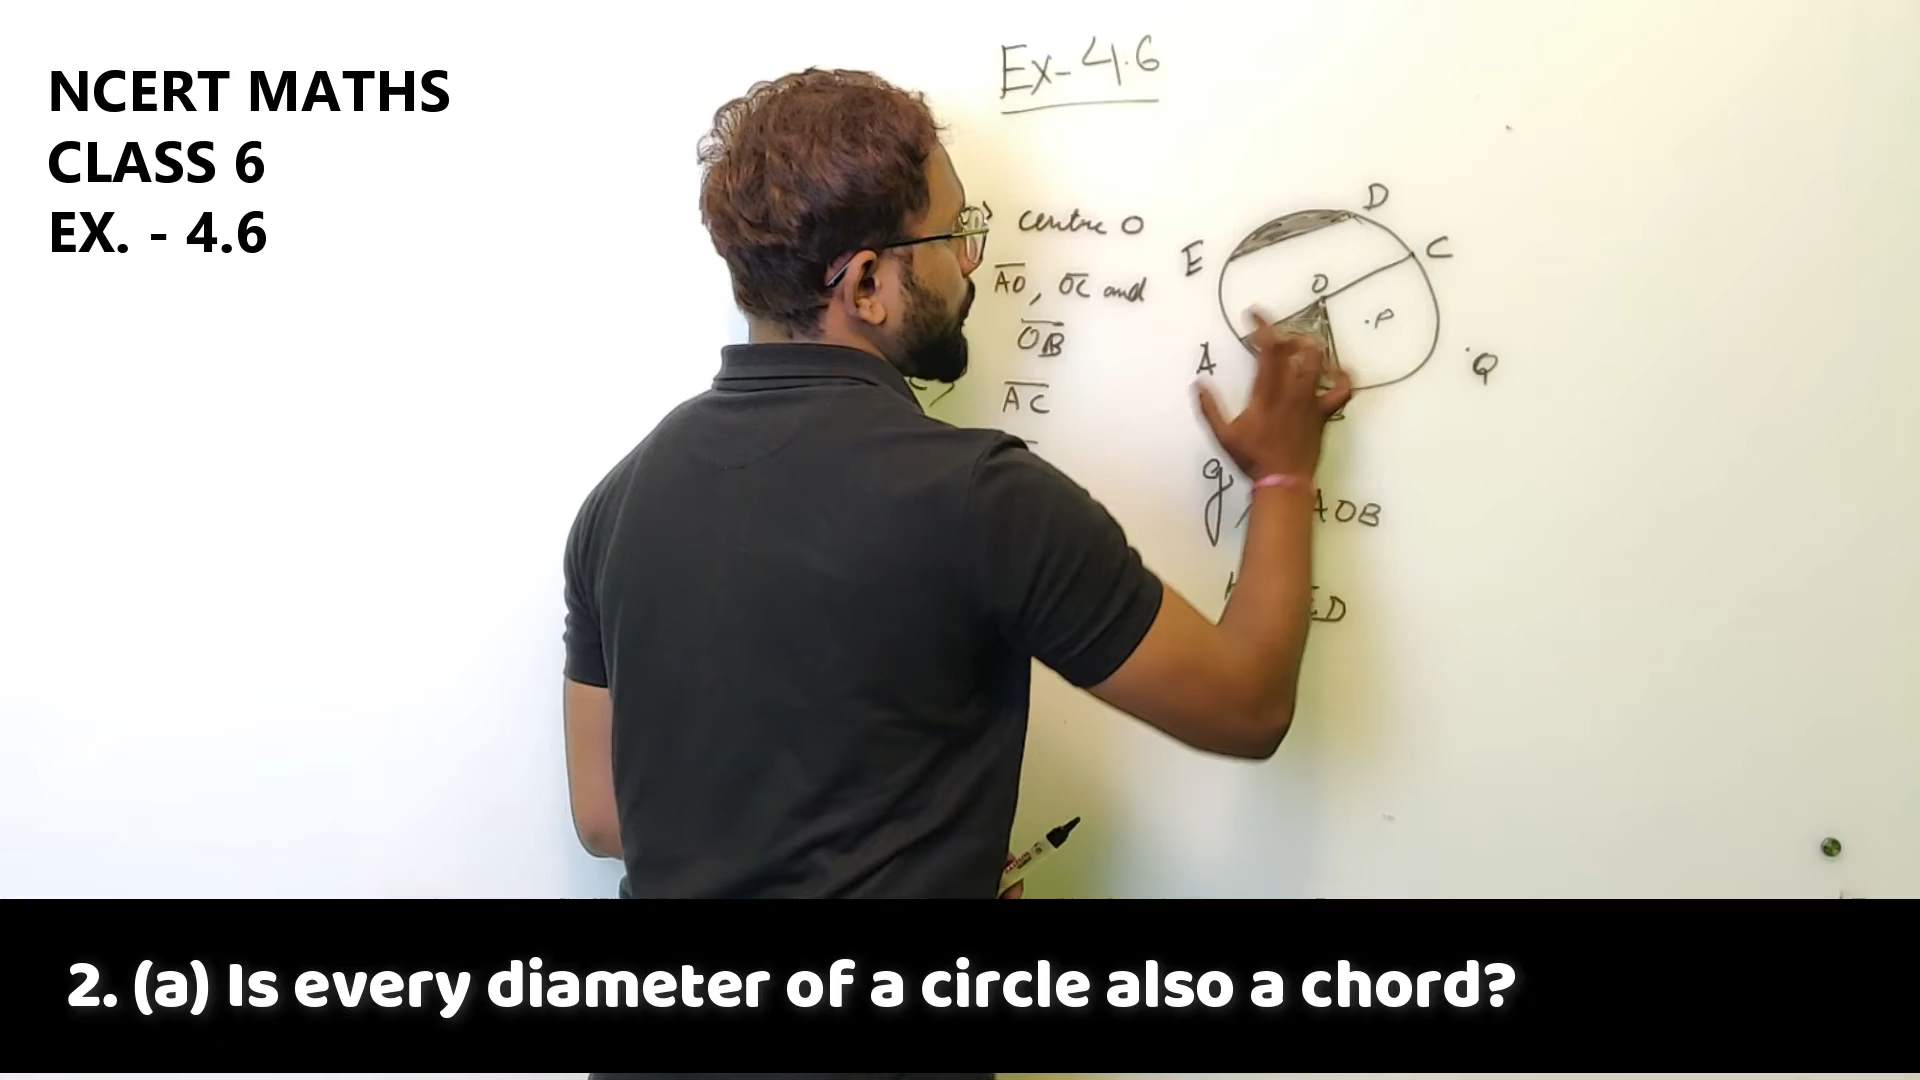 NCERT MATHS
CLASS 6
EX. - 4.6
Ex-4.6
centre O
AO, OC and
OB
AC
D
E
C
O
.P
A
Q
g
AOB
ED
2. (a) Is every diameter of a circle also a chord?